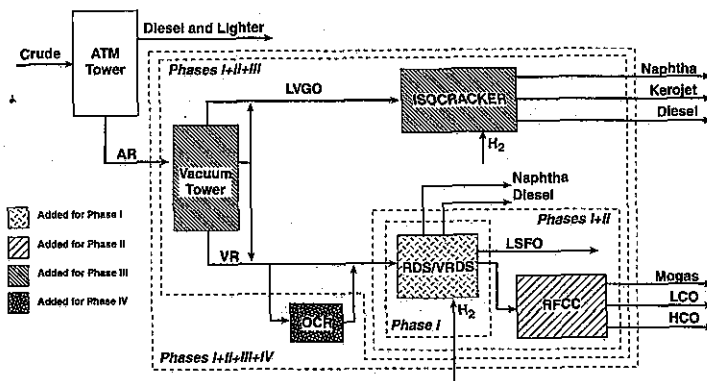 Diesel and Lighter
Crude
ATM
Tower
Phases I+II+III
LVGO
ISOCRACKER
Naphtha
Kerojet
Diesel
H2
AR
Vacuum
Tower
Naphtha
Diesel
Phases I+II
Added for Phase I
Added for Phase II
Added for Phase III
Added for Phase IV
VR
RDS/VRDS
LSFO
OCR
H2
Phase I
RFCC
Mogas
LCO
HCO
Phases I+II+III+IV